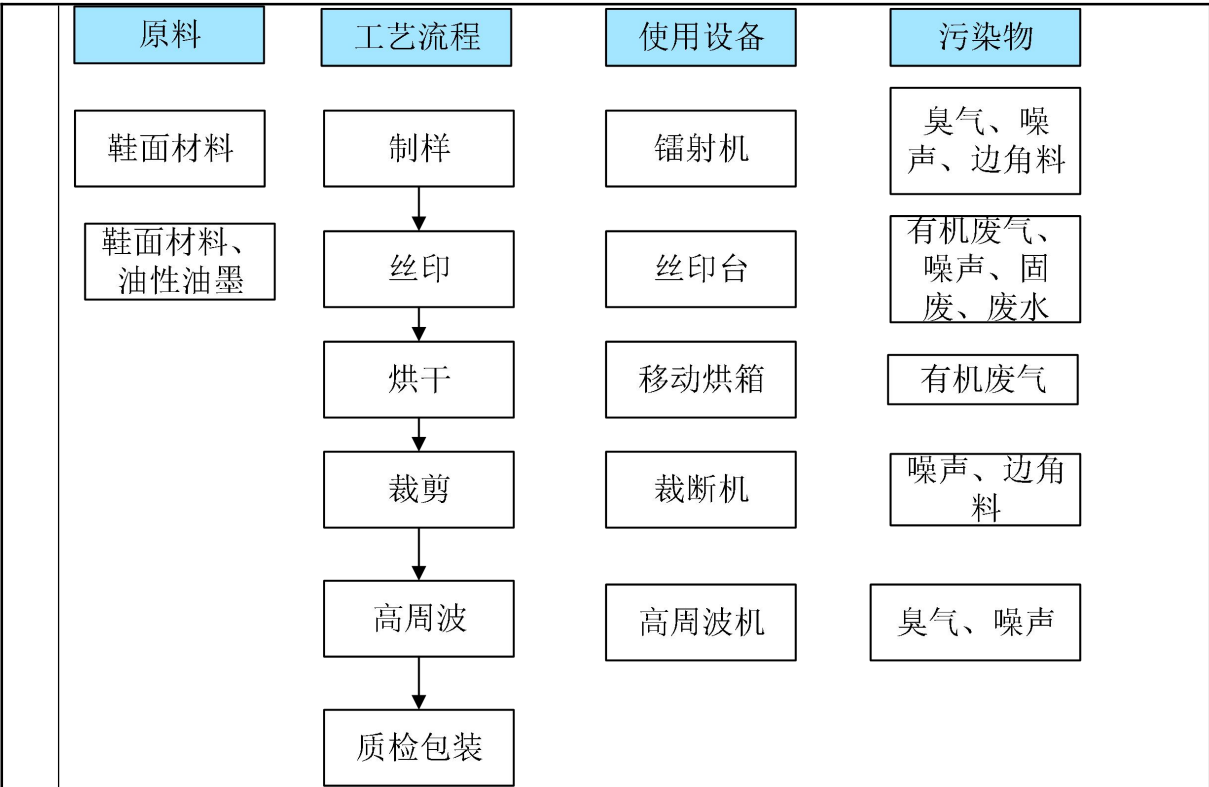 原料
工艺流程
使用设备
污染物
鞋面材料
制样
镭射机
臭气、噪
声、边角料
鞋面材料、
油性油墨
丝印
丝印台
有机废气、
噪声、固
废、废水
烘干
移动烘箱
有机废气
裁剪
裁断机
噪声、边角
料
高周波
高周波机
臭气、噪声
质检包装